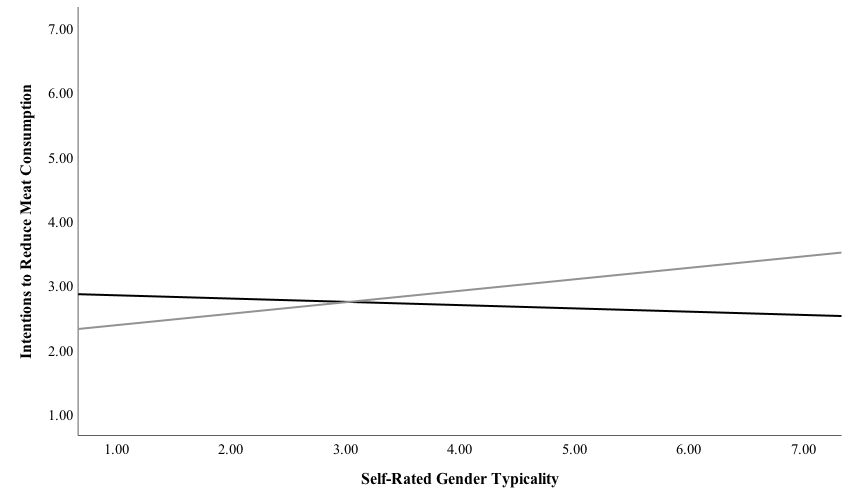 Intentions to Reduce Meat Consumption
7.00
6.00
5.00
4.00
3.00
2.00
1.00
1.00 2.00 3.00 4.00 5.00 6.00 7.00
Self-Rated Gender Typicality